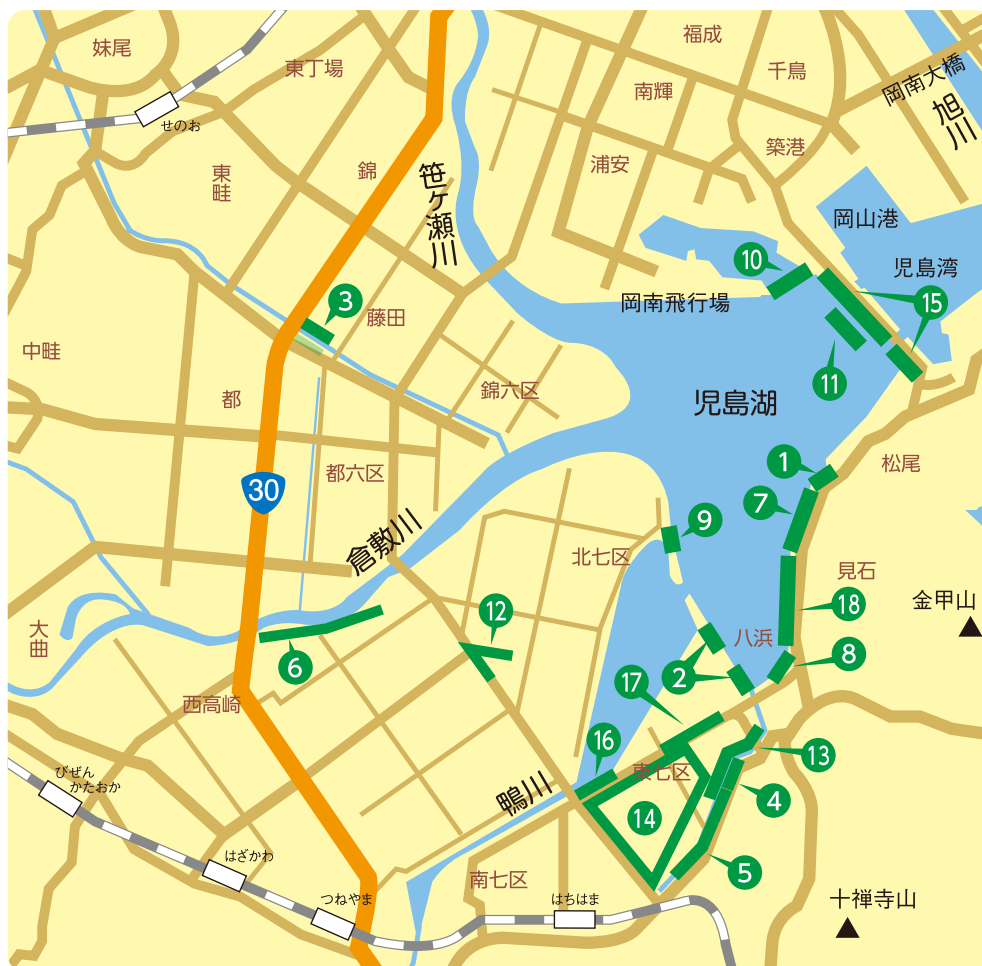 福成
妹尾
東丁場
千鳥
南輝
岡南大橋
旭川
せのお
築港
浦安
東畦
錦
笹ヶ瀬川
岡山港
児島湾
10
岡南飛行場
3
15
藤田
中畦
11
錦六区
都
児島湖
1
松尾
都六区
30
7
9
倉敷川
北七区
見石
18
金甲山
12
大曲
八浜
8
6
2
17
西高崎
16
13
びぜん
かたおか
東七区
鴨川
4
14
はざかわ
5
南七区
つねやま
はちはま
十禅寺山